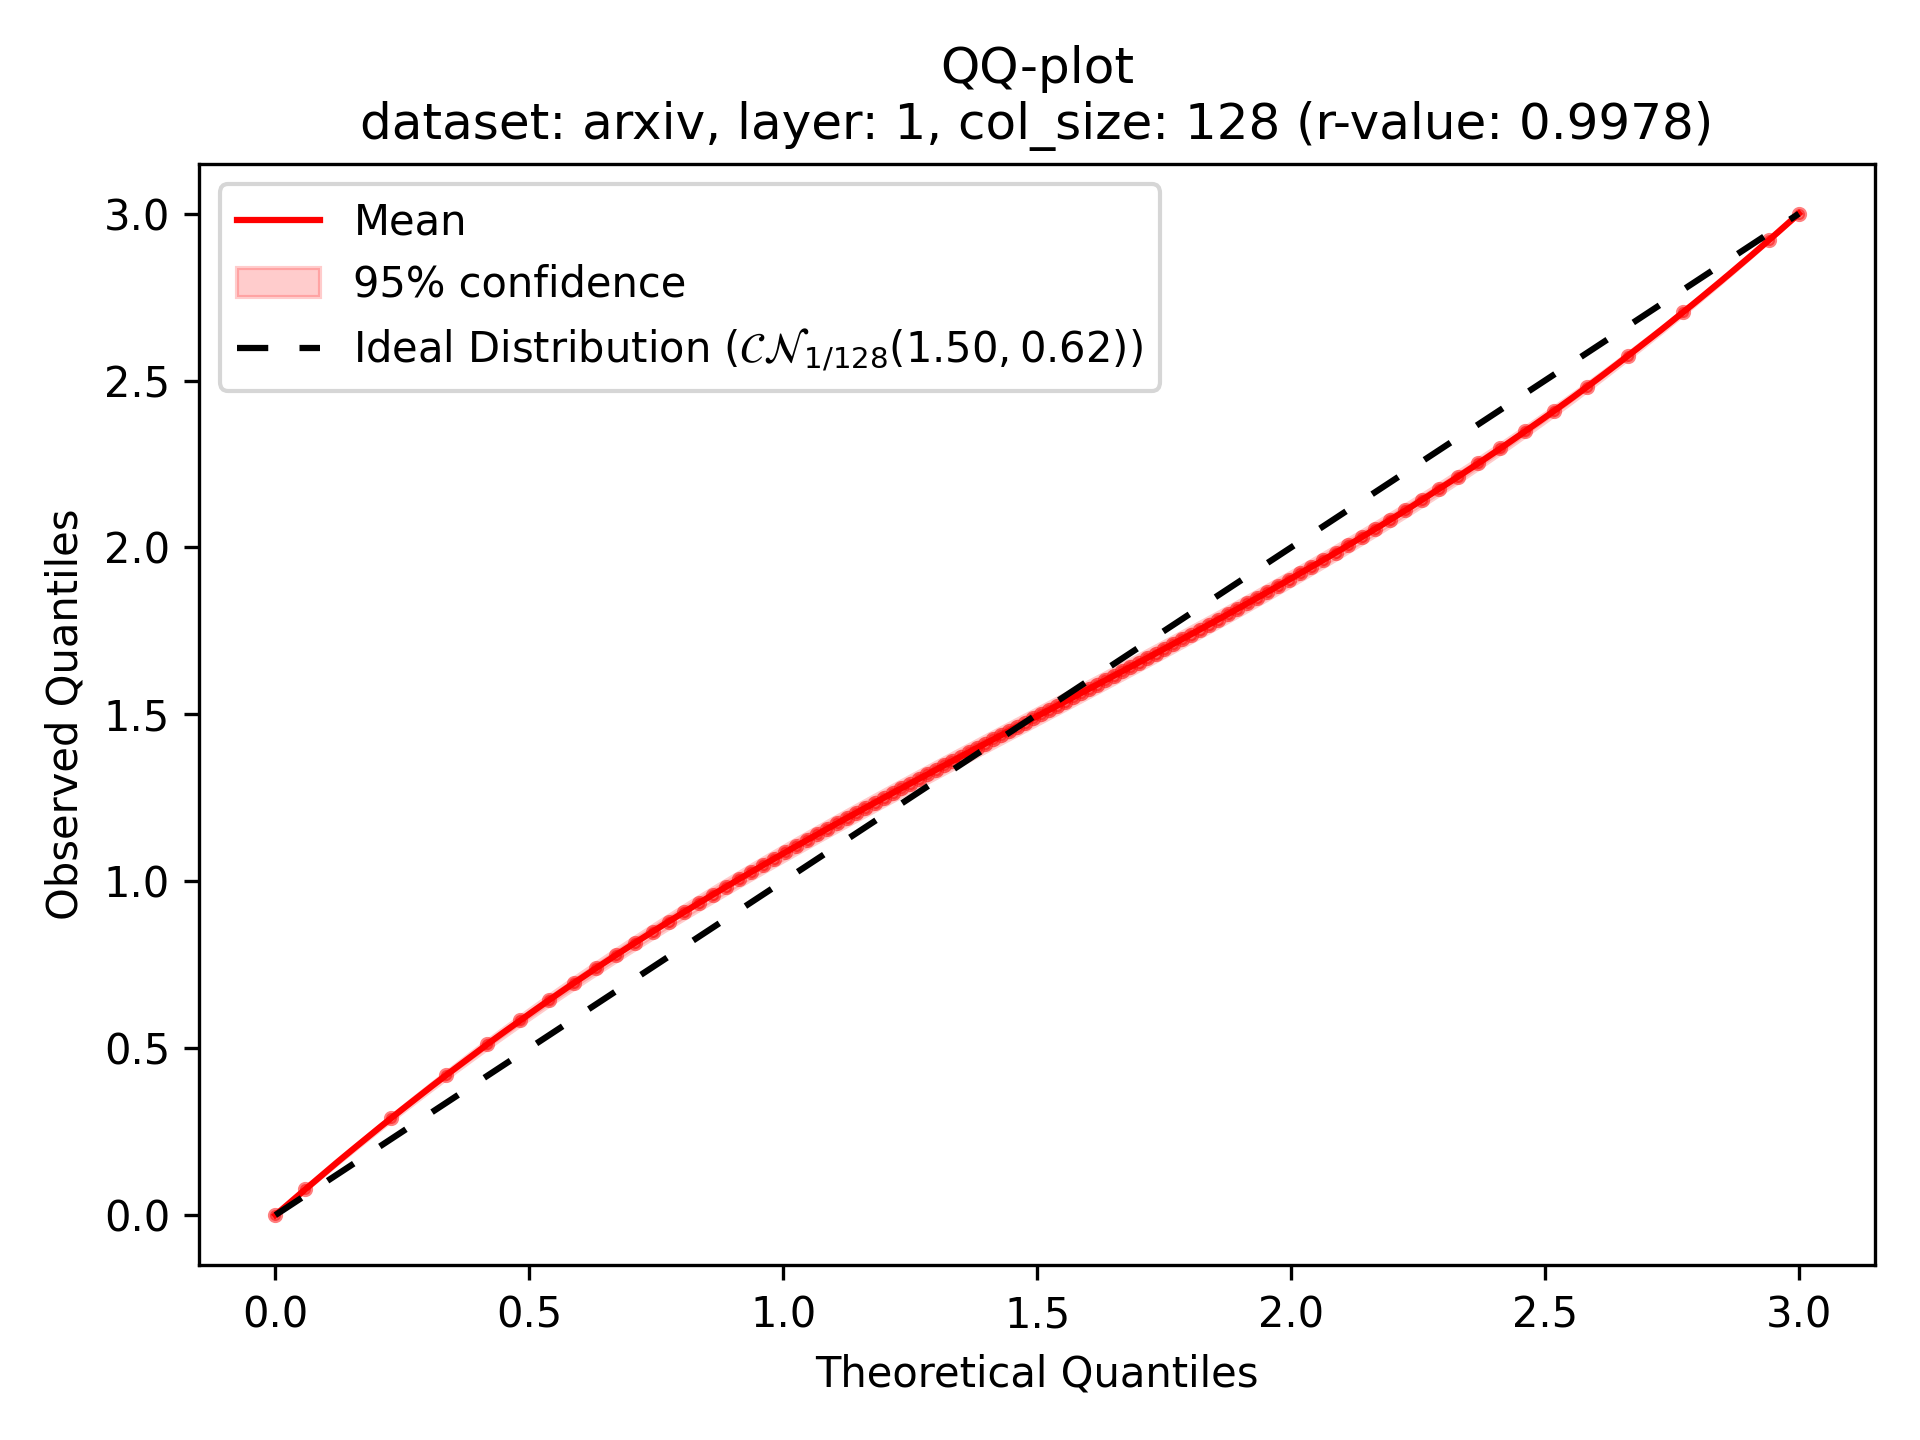 QQ-plot
dataset: arxiv, layer: 1, col_size: 128 (r-value: 0.9978)
Mean
95% confidence
Ideal Distribution (𝒞𝒩₁/₁₂₈(1.50, 0.62))
3.0
2.5
2.0
1.5
1.0
0.5
0.0
Observed Quantiles
0.0 0.5 1.0 1.5 2.0 2.5 3.0
Theoretical Quantiles